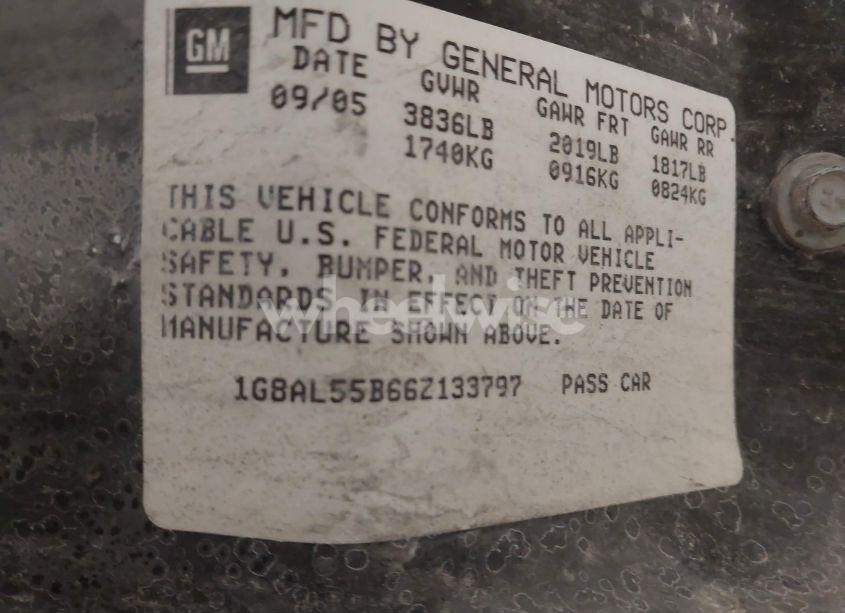 GM
MFD BY GENERAL MOTORS CORP.
DATE GVWR GAWR FRT GAWR RR
09/05 3836LB 2019LB 1817LB
1740KG 0916KG 0824KG
THIS VEHICLE CONFORMS TO ALL APPLI-
CABLE U.S. FEDERAL MOTOR VEHICLE
SAFETY, BUMPER, AND THEFT PREVENTION
STANDARDS IN EFFECT ON THE DATE OF
MANUFACTURE SHOWN ABOVE.
1G8AL55B66Z133797 PASS CAR
wheelwire